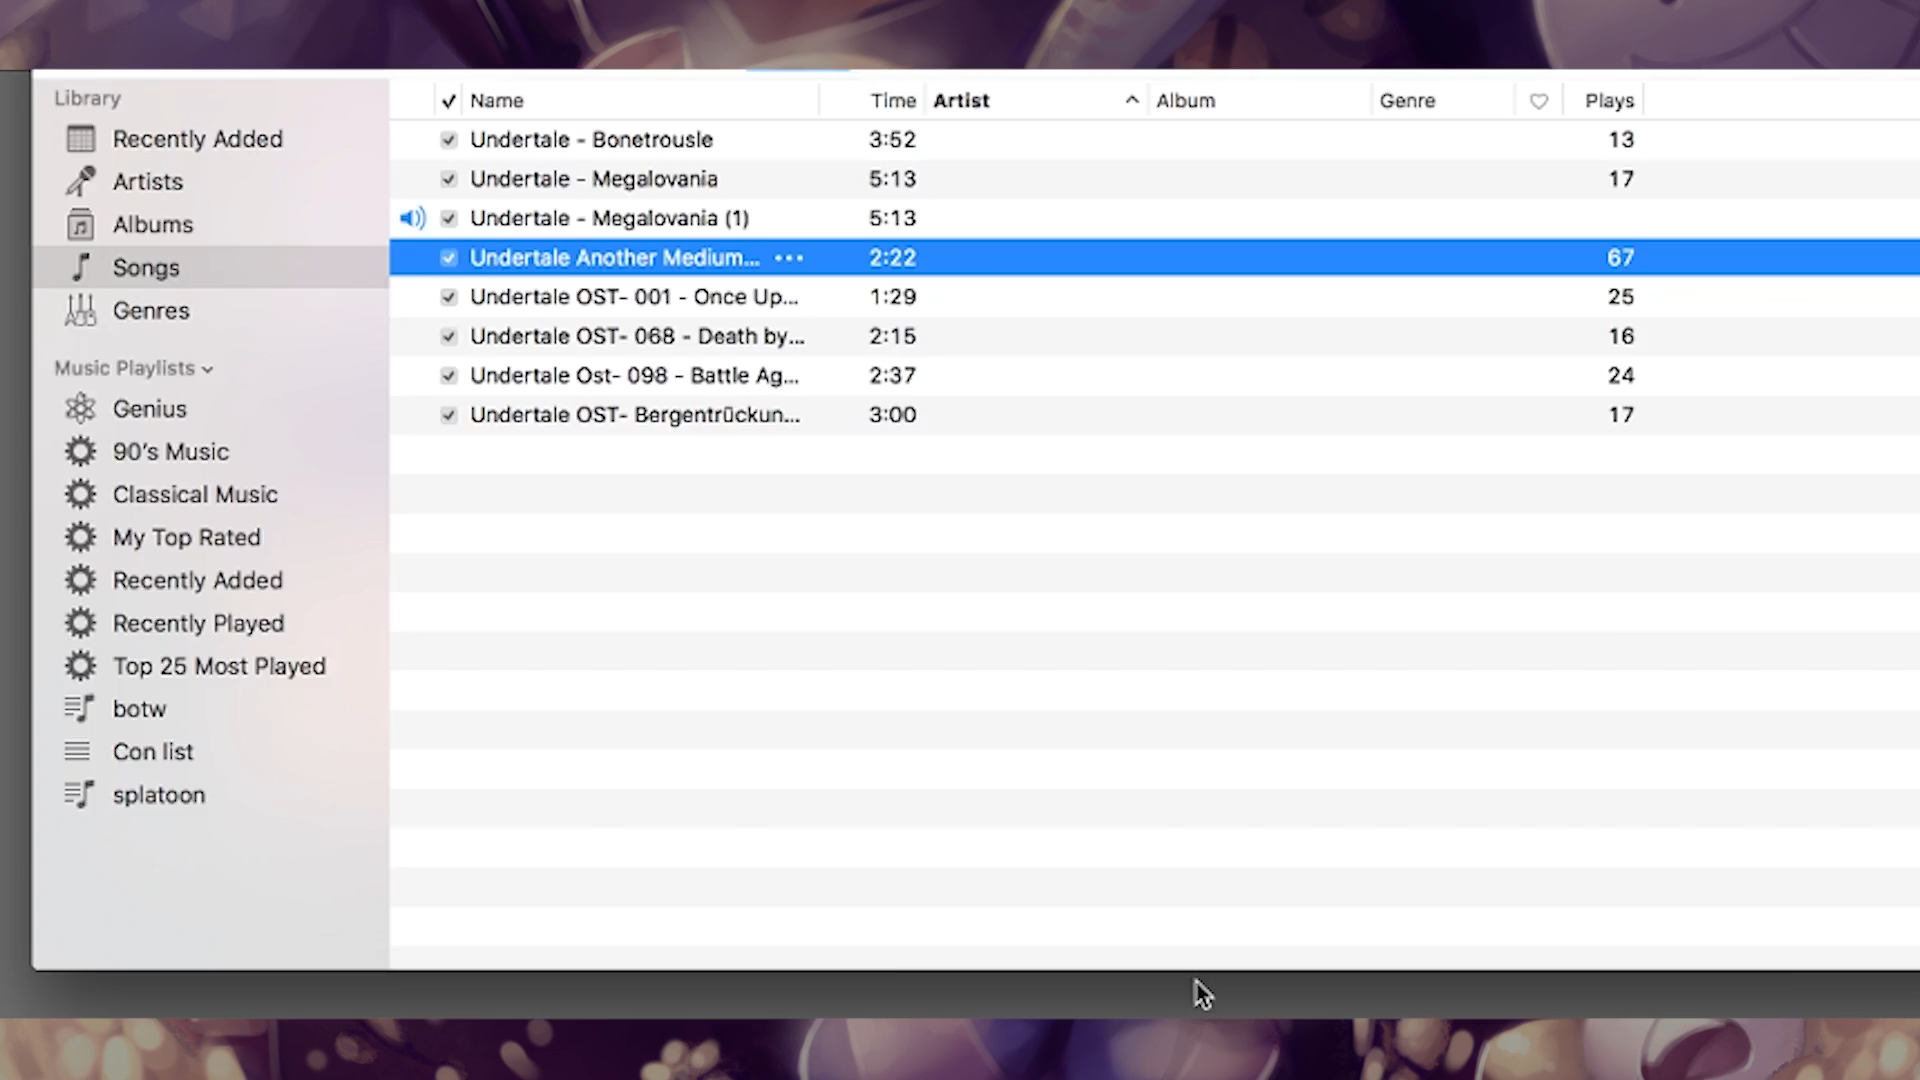 Library
Recently Added
Artists
Albums
Songs
Genres
Music Playlists
Genius
90's Music
Classical Music
My Top Rated
Recently Added
Recently Played
Top 25 Most Played
botw
Con list
splatoon
Name Time Artist Album Genre Plays
Undertale - Bonetrousle 3:52 13
Undertale - Megalovania 5:13 17
Undertale - Megalovania (1) 5:13
Undertale Another Medium... 2:22 67
Undertale OST- 001 - Once Up... 1:29 25
Undertale OST- 068 - Death by... 2:15 16
Undertale Ost- 098 - Battle Ag... 2:37 24
Undertale OST- Bergentrückun... 3:00 17